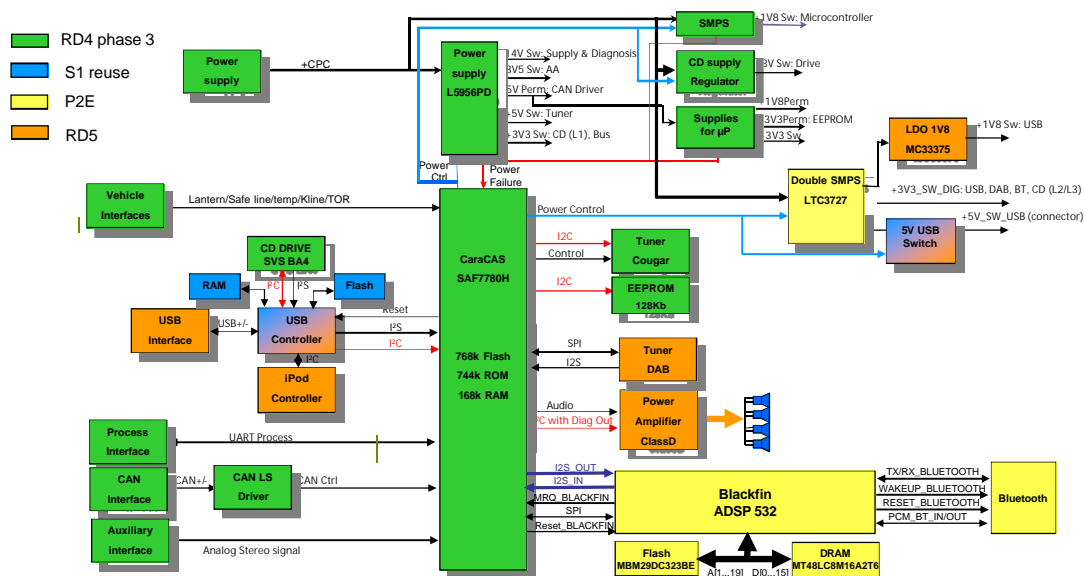 RD4 phase 3
S1 reuse
P2E
RD5
Power
supply
+CPC
Power
supply
L5956PD
14V Sw: Supply & Diagnosis
3V5 Sw: AA
5V Perm: CAN Driver
+5V Sw: Tuner
+3V3 Sw: CD (L1), Bus
SMPS
+1V8 Sw: Microcontroller
CD supply
Regulator
3V Sw: Drive
Supplies
for µP
+1V8Perm
3V3Perm: EEPROM
3V3 Sw
LDO 1V8
MC33375
+1V8 Sw: USB
Double SMPS
LTC3727
+3V3_SW_DIG: USB, DAB, BT, CD (L2/L3)
+5V_SW_USB (connector)
5V USB
Switch
Power
Ctrl
Power
Failure
Vehicle
Interfaces
Lantern/Safe line/temp/Kline/TOR
Power Control
CaraCAS
SAF7780H
768k Flash
744k ROM
168k RAM
I2C
Control
Tuner
Cougar
I2C
EEPROM
128Kb
CD DRIVE
SVS BA4
I²C
I²S
RAM
Flash
USB
Interface
USB+/-
USB
Controller
Reset
I²S
I²C
I²C
iPod
Controller
SPI
I2S
Tuner
DAB
Audio
I²C with Diag Out
Power
Amplifier
ClassD
Process
Interface
UART Process
CAN
Interface
CAN+/-
CAN LS
Driver
CAN Ctrl
Auxiliary
interface
Analog Stereo signal
I2S_OUT
I2S_IN
MRQ_BLACKFIN
SPI
Reset_BLACKFIN
Blackfin
ADSP 532
TX/RX_BLUETOOTH
WAKEUP_BLUETOOTH
RESET_BLUETOOTH
PCM_BT_IN/OUT
Bluetooth
Flash
MBM29DC323BE
A[1...19]
D[0...15]
DRAM
MT48LC8M16A2T6